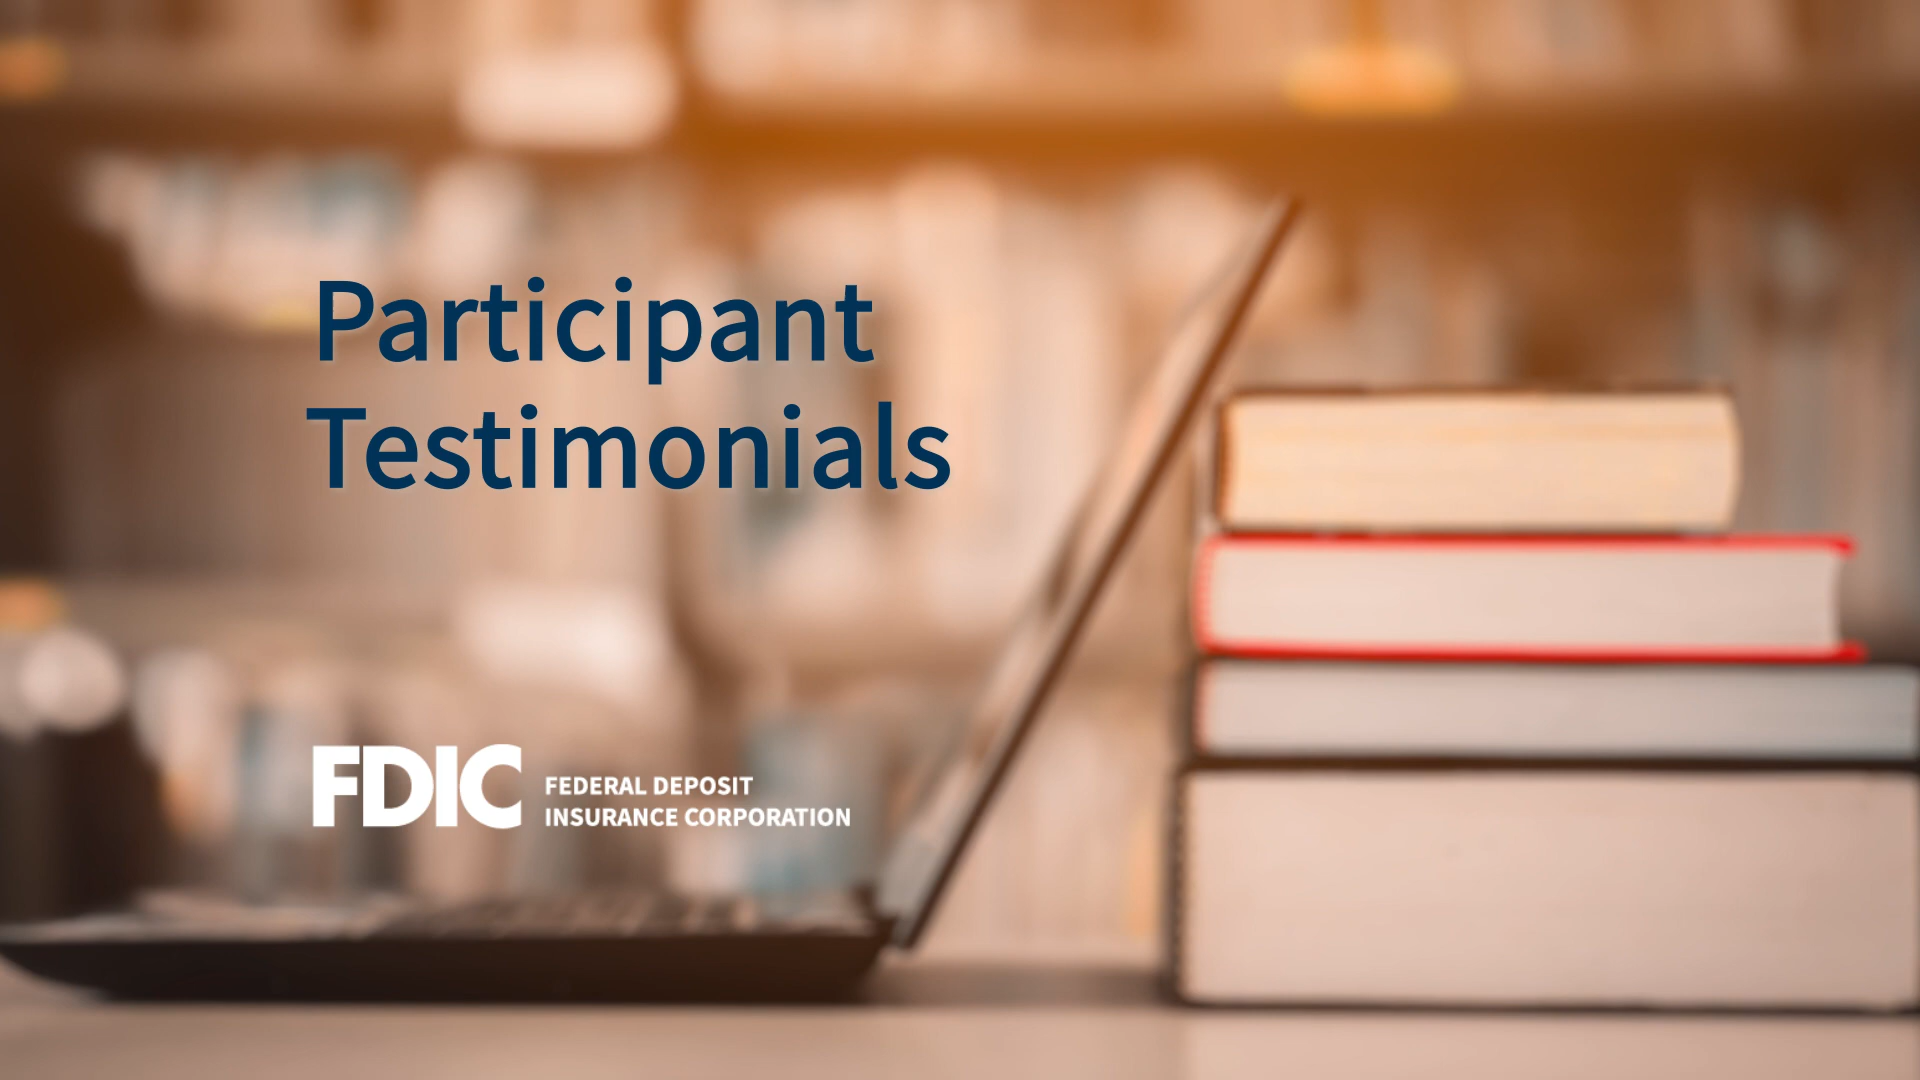 Participant
Testimonials
FDIC FEDERAL DEPOSIT
INSURANCE CORPORATION